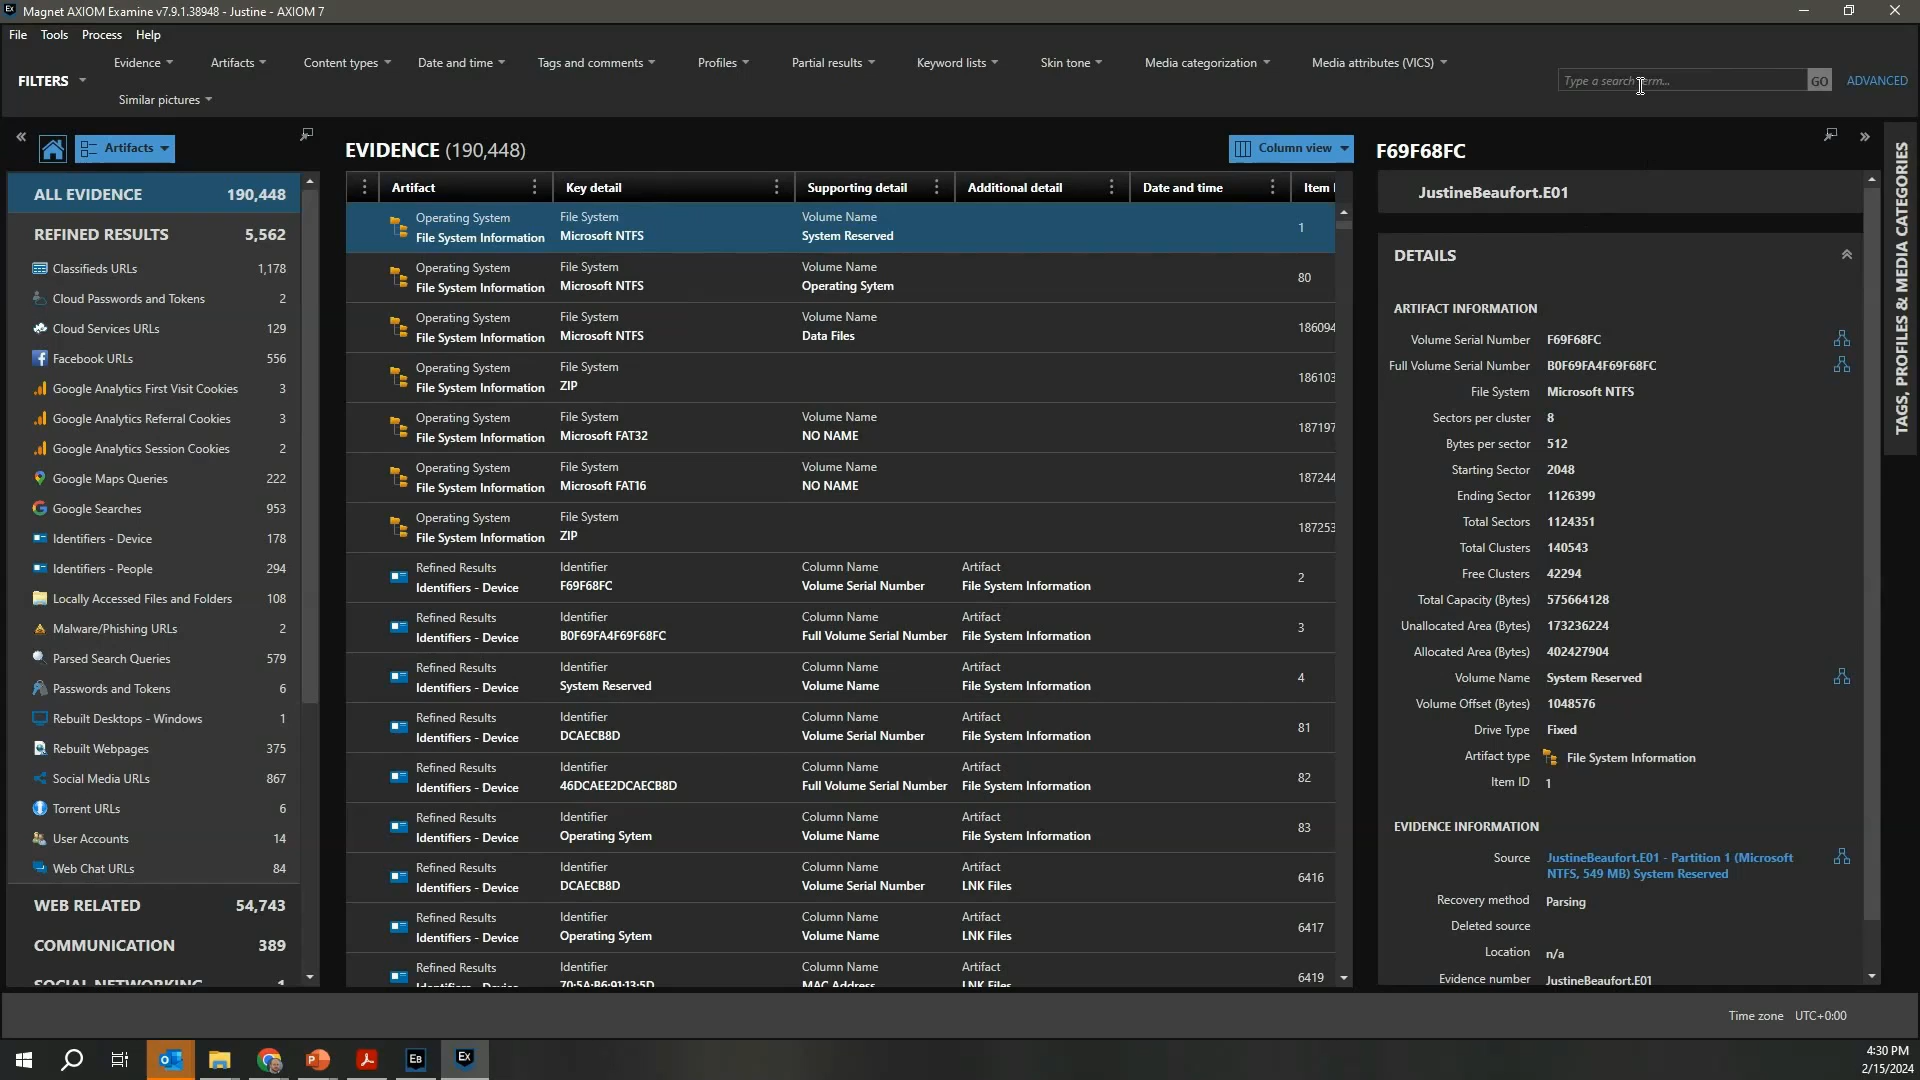 Magnet AXIOM Examine v7.9.1.38948 - Justine - AXIOM 7
File Tools Process Help
FILTERS
Evidence Artifacts Content types Date and time Tags and comments Profiles Partial results Keyword lists Skin tone Media categorization Media attributes (VICS)
Similar pictures
Type a search term... GO ADVANCED
Artifacts
ALL EVIDENCE 190,448
REFINED RESULTS 5,562
Classifieds URLs 1,178
Cloud Passwords and Tokens 2
Cloud Services URLs 129
Facebook URLs 556
Google Analytics First Visit Cookies 3
Google Analytics Referral Cookies 3
Google Analytics Session Cookies 2
Google Maps Queries 222
Google Searches 953
Identifiers - Device 178
Identifiers - People 294
Locally Accessed Files and Folders 108
Malware/Phishing URLs 2
Parsed Search Queries 579
Passwords and Tokens 6
Rebuilt Desktops - Windows 1
Rebuilt Webpages 375
Social Media URLs 867
Torrent URLs 6
User Accounts 14
Web Chat URLs 84
WEB RELATED 54,743
COMMUNICATION 389
SOCIAL NETWORKING 1
EVIDENCE (190,448)
Column view
Artifact Key detail Supporting detail Additional detail Date and time Item
Operating System File System Volume Name
File System Information Microsoft NTFS System Reserved 1
Operating System File System Volume Name
File System Information Microsoft NTFS Operating Sytem 80
Operating System File System Volume Name
File System Information Microsoft NTFS Data Files 186094
Operating System File System
File System Information ZIP 186103
Operating System File System Volume Name
File System Information Microsoft FAT32 NO NAME 187197
Operating System File System Volume Name
File System Information Microsoft FAT16 NO NAME 187244
Operating System File System
File System Information ZIP 187253
Refined Results Identifier Column Name Artifact
Identifiers - Device F69F68FC Volume Serial Number File System Information 2
Refined Results Identifier Column Name Artifact
Identifiers - Device B0F69FA4F69F68FC Full Volume Serial Number File System Information 3
Refined Results Identifier Column Name Artifact
Identifiers - Device System Reserved Volume Name File System Information 4
Refined Results Identifier Column Name Artifact
Identifiers - Device DCAECB8D Volume Serial Number File System Information 81
Refined Results Identifier Column Name Artifact
Identifiers - Device 46DCAEE2DCAECB8D Full Volume Serial Number File System Information 82
Refined Results Identifier Column Name Artifact
Identifiers - Device Operating Sytem Volume Name File System Information 83
Refined Results Identifier Column Name Artifact
Identifiers - Device DCAECB8D Volume Serial Number LNK Files 6416
Refined Results Identifier Column Name Artifact
Identifiers - Device Operating Sytem Volume Name LNK Files 6417
Refined Results Identifier Column Name Artifact
Identifiers - Device 70:5A:B6:91:13:5D MAC Address LNK Files 6419
F69F68FC
JustineBeaufort.E01
DETAILS
ARTIFACT INFORMATION
Volume Serial Number F69F68FC
Full Volume Serial Number B0F69FA4F69F68FC
File System Microsoft NTFS
Sectors per cluster 8
Bytes per sector 512
Starting Sector 2048
Ending Sector 1126399
Total Sectors 1124351
Total Clusters 140543
Free Clusters 42294
Total Capacity (Bytes) 575664128
Unallocated Area (Bytes) 173236224
Allocated Area (Bytes) 402427904
Volume Name System Reserved
Volume Offset (Bytes) 1048576
Drive Type Fixed
Artifact type File System Information
Item ID 1
EVIDENCE INFORMATION
Source JustineBeaufort.E01 - Partition 1 (Microsoft
NTFS, 549 MB) System Reserved
Recovery method Parsing
Deleted source
Location n/a
Evidence number JustineBeaufort.E01
TAGS, PROFILES & MEDIA CATEGORIES
Time zone UTC+0:00
4:30 PM
2/15/2024